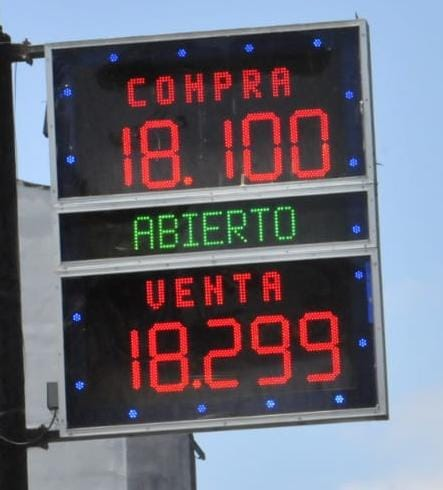 COMPRA
18.100
ABIERTO
VENTA
18.299